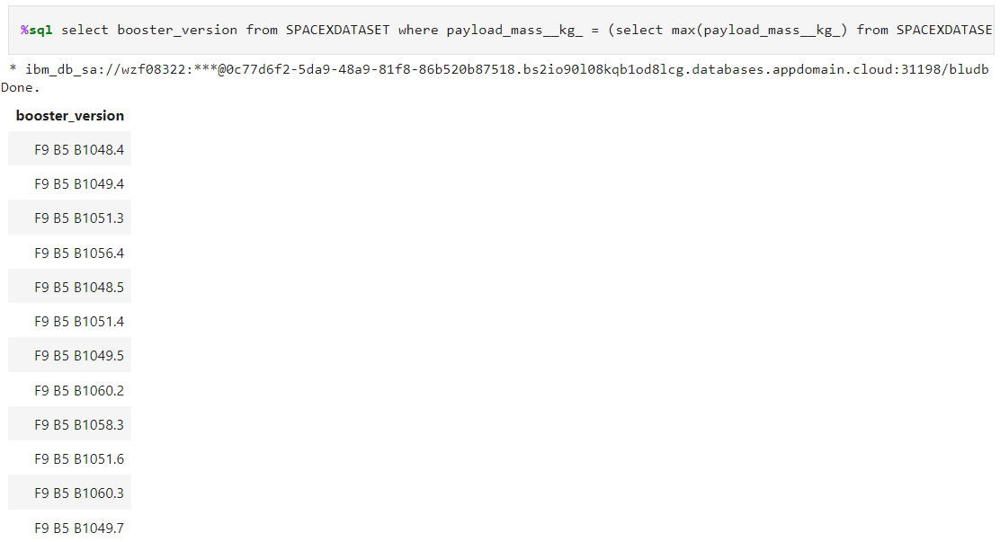 %sql select booster_version from SPACEXDATASET where payload_mass__kg_ = (select max(payload_mass__kg_) from SPACEXDATASE
* ibm_db_sa://wzf08322:***@0c77d6f2-5da9-48a9-81f8-86b520b87518.bs2io90l08kqb1od8lcg.databases.appdomain.cloud:31198/bludb
Done.
booster_version
F9 B5 B1048.4
F9 B5 B1049.4
F9 B5 B1051.3
F9 B5 B1056.4
F9 B5 B1048.5
F9 B5 B1051.4
F9 B5 B1049.5
F9 B5 B1060.2
F9 B5 B1058.3
F9 B5 B1051.6
F9 B5 B1060.3
F9 B5 B1049.7